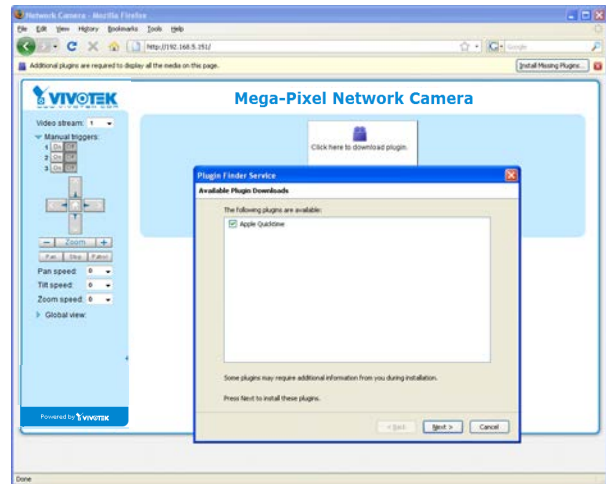 Network Camera - Mozilla Firefox
File Edit View History Bookmarks Tools Help
http://192.168.5.151/
Google
Additional plugins are required to display all the media on this page.
Install Missing Plugins...
VIVOTEK
Mega-Pixel Network Camera
Video stream: 1
Manual triggers:
1 On Off
2 On Off
3 On Off
Zoom
Pan Stop Patrol
Pan speed: 0
Tilt speed: 0
Zoom speed: 0
Global view:
Powered by VIVOTEK
Click here to download plugin.
Plugin Finder Service
Available Plugin Downloads
The following plugins are available:
Apple Quicktime
Some plugins may require additional information from you during installation.
Press Next to install these plugins.
< Back Next > Cancel
Done